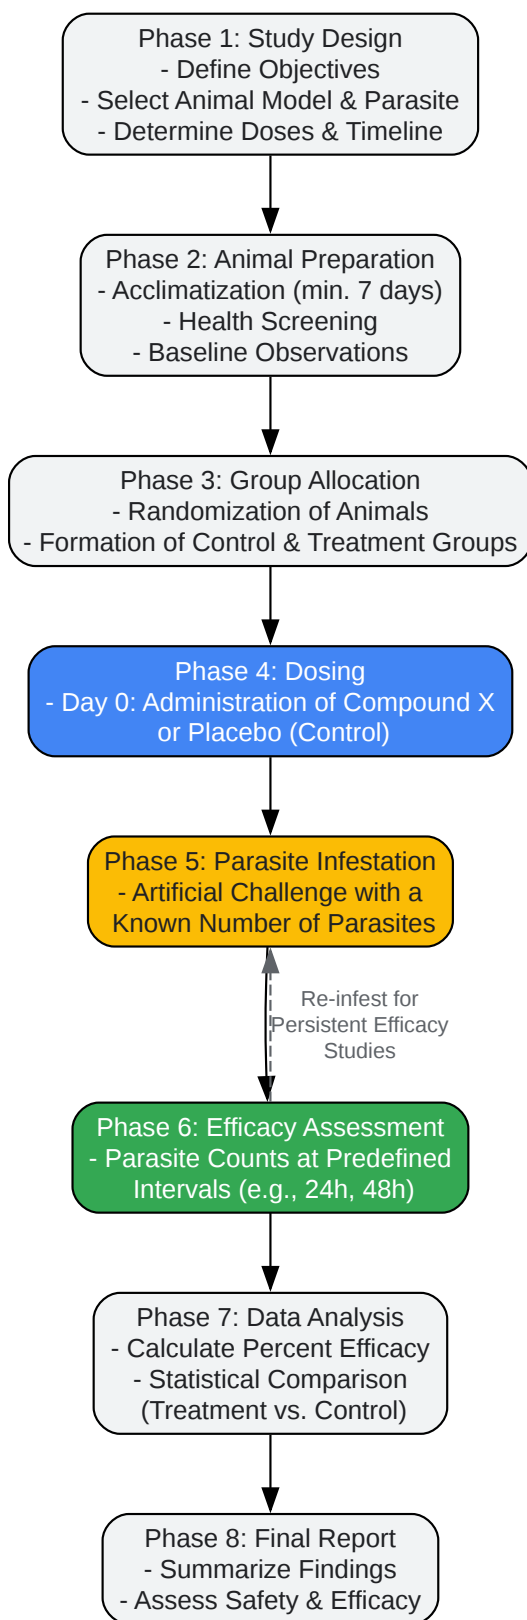 Phase 1: Study Design
- Define Objectives
- Select Animal Model & Parasite
- Determine Doses & Timeline
Phase 2: Animal Preparation
- Acclimatization (min. 7 days)
- Health Screening
- Baseline Observations
Phase 3: Group Allocation
- Randomization of Animals
- Formation of Control & Treatment Groups
Phase 4: Dosing
- Day 0: Administration of Compound X
or Placebo (Control)
Phase 5: Parasite Infestation
- Artificial Challenge with a
Known Number of Parasites
Re-infest for
Persistent Efficacy
Studies
Phase 6: Efficacy Assessment
- Parasite Counts at Predefined
Intervals (e.g., 24h, 48h)
Phase 7: Data Analysis
- Calculate Percent Efficacy
- Statistical Comparison
(Treatment vs. Control)
Phase 8: Final Report
- Summarize Findings
- Assess Safety & Efficacy